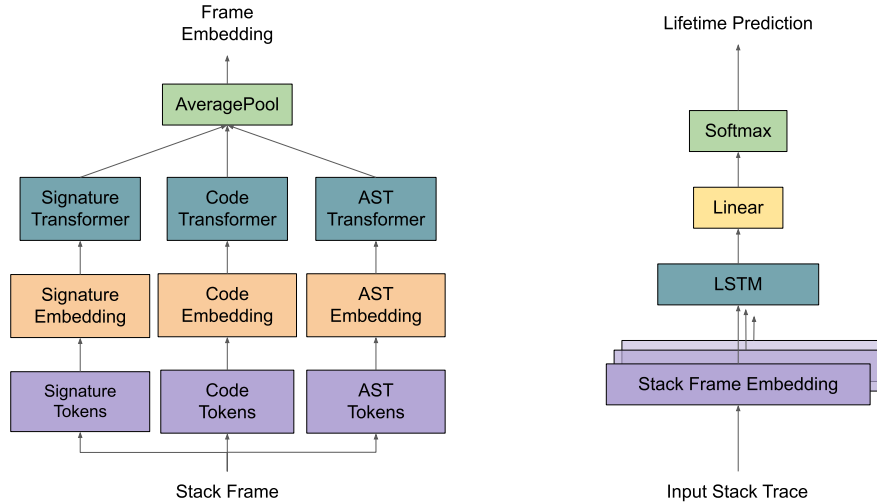 Frame
Embedding
AveragePool
Signature
Transformer
Code
Transformer
AST
Transformer
Signature
Embedding
Code
Embedding
AST
Embedding
Signature
Tokens
Code
Tokens
AST
Tokens
Stack Frame
Lifetime Prediction
Softmax
Linear
LSTM
Stack Frame Embedding
Input Stack Trace